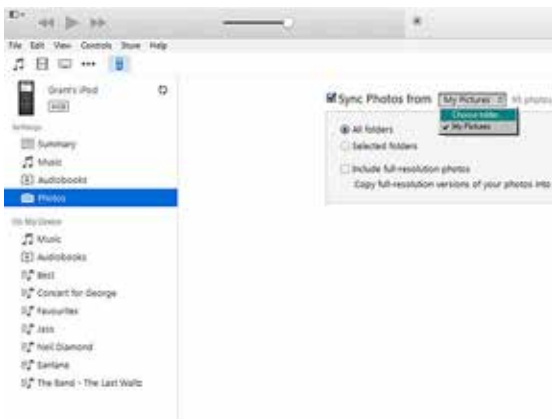 File Edit View Controls Store Help
Grant's iPod
Settings
Summary
Music
Audiobooks
Photos
On My Device
Music
Audiobooks
Best
Concert for George
Favourites
Jass
Neil Diamond
Santana
The Band - The Last Waltz
Sync Photos from My Pictures photos
Choose folder
My Pictures
All folders
Selected folders
Include full-resolution photos
Copy full-resolution versions of your photos into